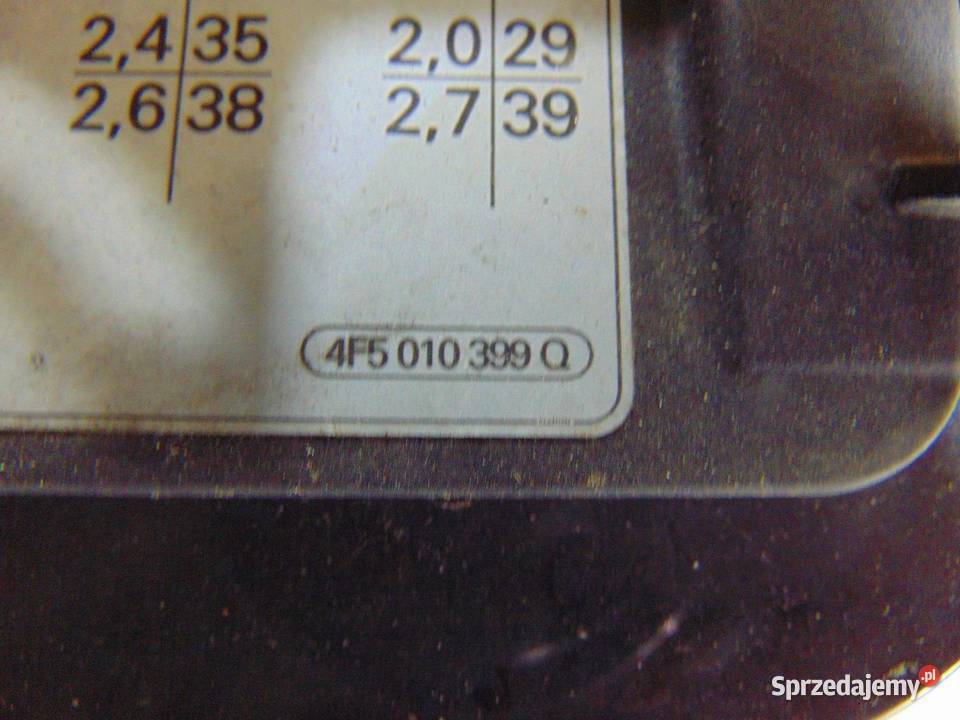 2,4 35 2,0 29
2,6 38 2,7 39
4F5 010 399 Q
Sprzedajemy.pl